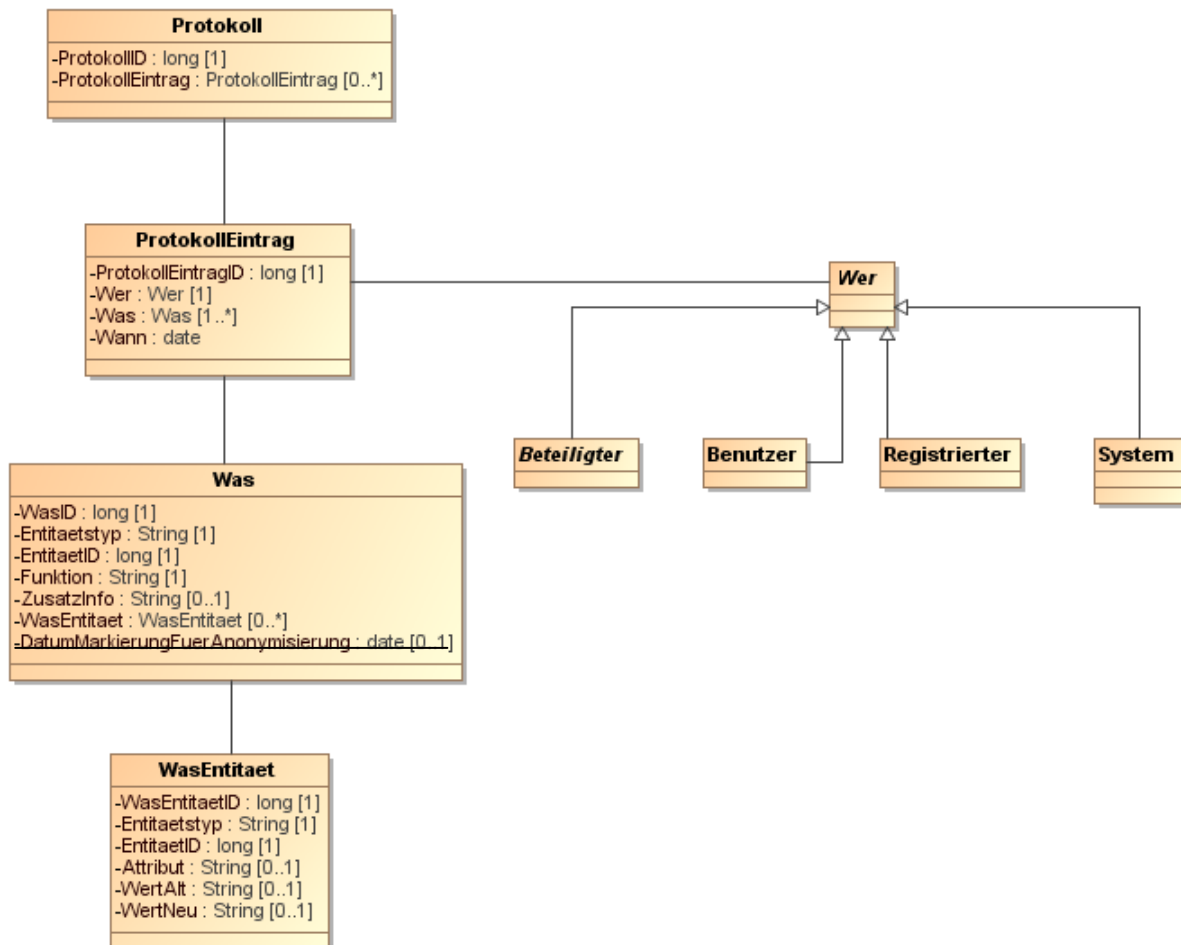 Protokoll
-ProtokollID : long [1]
-ProtokollEintrag : ProtokollEintrag [0..*]
ProtokollEintrag
-ProtokollEintragID : long [1]
-Wer : Wer [1]
-Was : Was [1..*]
-Wann : date
Wer
Beteiligter
Benutzer
Registrierter
System
Was
-WasID : long [1]
-Entitaetstyp : String [1]
-EntitaetID : long [1]
-Funktion : String [1]
-ZusatzInfo : String [0..1]
-WasEntitaet : WasEntitaet [0..*]
-DatumMarkierungFuerAnonymisierung : date [0..1]
WasEntitaet
-WasEntitaetID : long [1]
-Entitaetstyp : String [1]
-EntitaetID : long [1]
-Attribut : String [0..1]
-WertAlt : String [0..1]
-WertNeu : String [0..1]